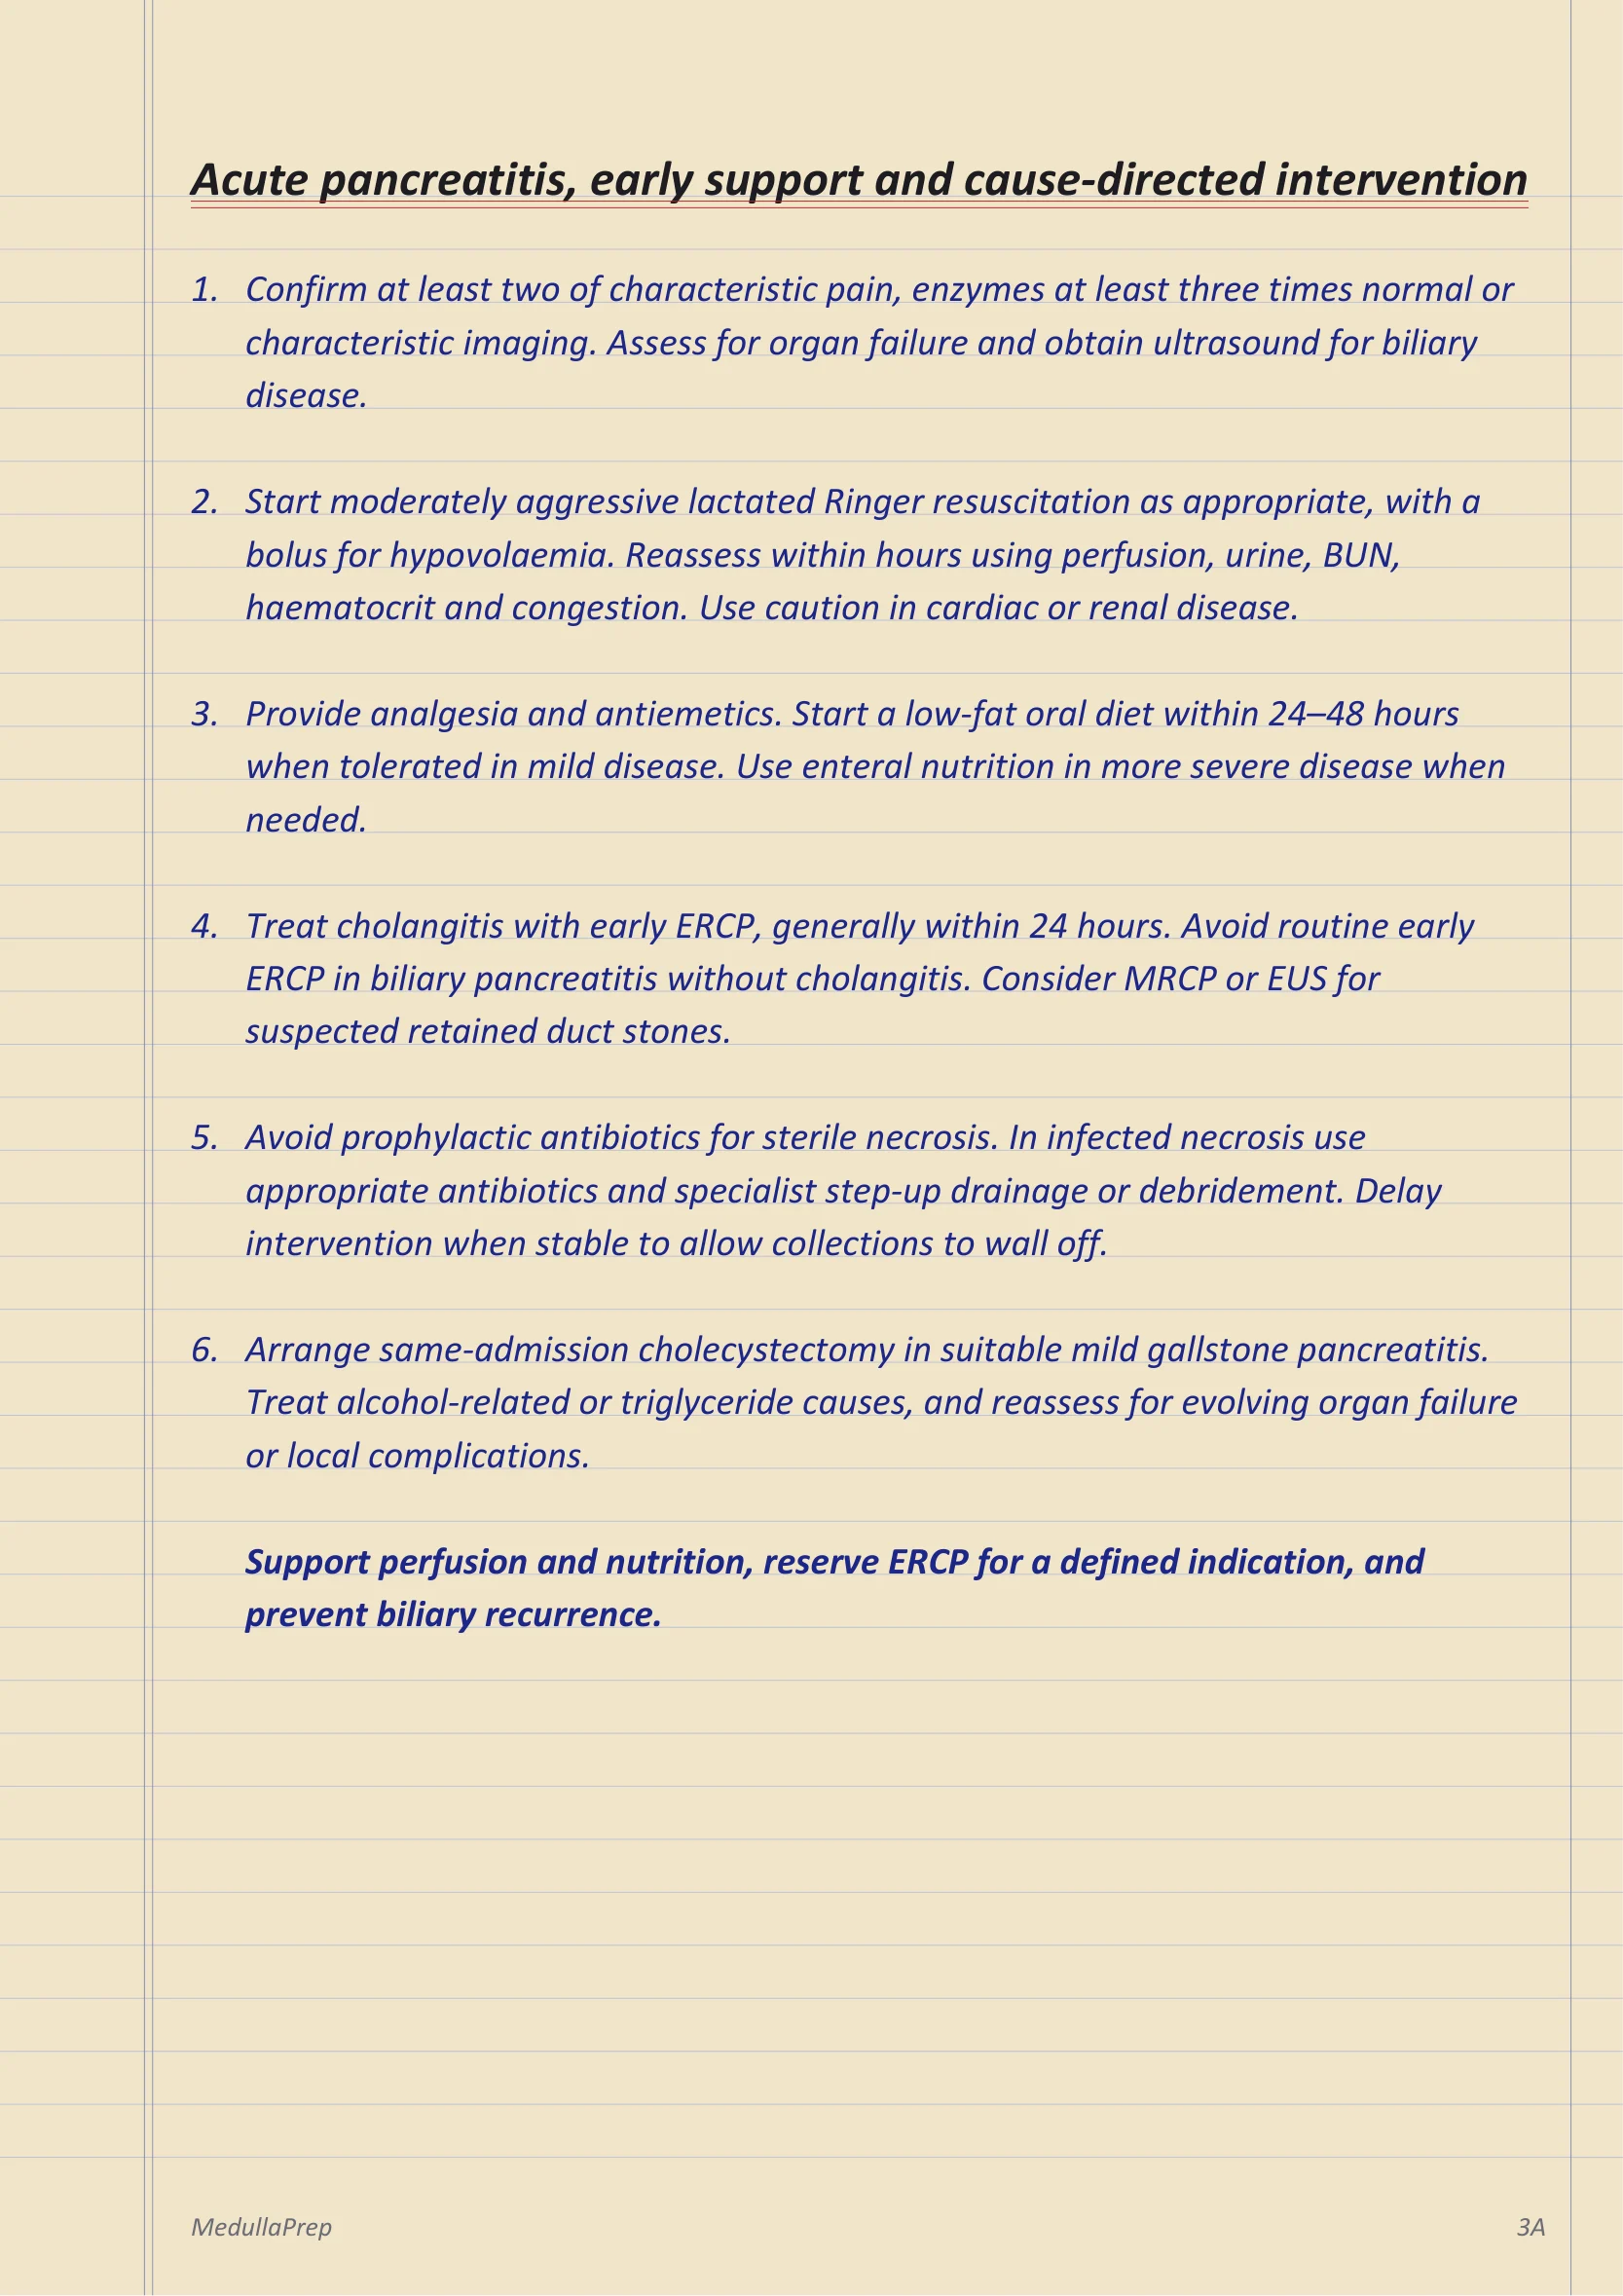 Acute pancreatitis, early support and cause-directed intervention
1. Confirm at least two of characteristic pain, enzymes at least three times normal or
characteristic imaging. Assess for organ failure and obtain ultrasound for biliary
disease.
2. Start moderately aggressive lactated Ringer resuscitation as appropriate, with a
bolus for hypovolaemia. Reassess within hours using perfusion, urine, BUN,
haematocrit and congestion. Use caution in cardiac or renal disease.
3. Provide analgesia and antiemetics. Start a low-fat oral diet within 24–48 hours
when tolerated in mild disease. Use enteral nutrition in more severe disease when
needed.
4. Treat cholangitis with early ERCP, generally within 24 hours. Avoid routine early
ERCP in biliary pancreatitis without cholangitis. Consider MRCP or EUS for
suspected retained duct stones.
5. Avoid prophylactic antibiotics for sterile necrosis. In infected necrosis use
appropriate antibiotics and specialist step-up drainage or debridement. Delay
intervention when stable to allow collections to wall off.
6. Arrange same-admission cholecystectomy in suitable mild gallstone pancreatitis.
Treat alcohol-related or triglyceride causes, and reassess for evolving organ failure
or local complications.
Support perfusion and nutrition, reserve ERCP for a defined indication, and
prevent biliary recurrence.
MedullaPrep
3A